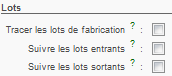 Lots
Tracer les lots de fabrication ? :
Suivre les lots entrants ? :
Suivre les lots sortants ? :